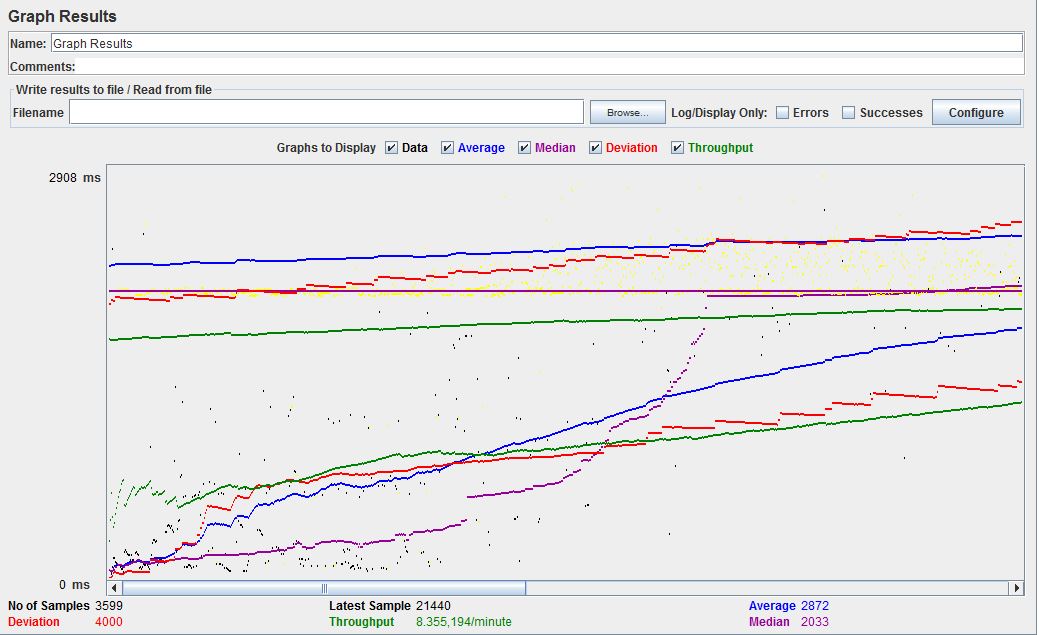 Graph Results
Name: Graph Results
Comments:
Write results to file / Read from file
Filename Browse... Log/Display Only: Errors Successes Configure
Graphs to Display Data Average Median Deviation Throughput
2908 ms
0 ms
No of Samples 3599 Latest Sample 21440 Average 2872
Deviation 4000 Throughput 8.355,194/minute Median 2033